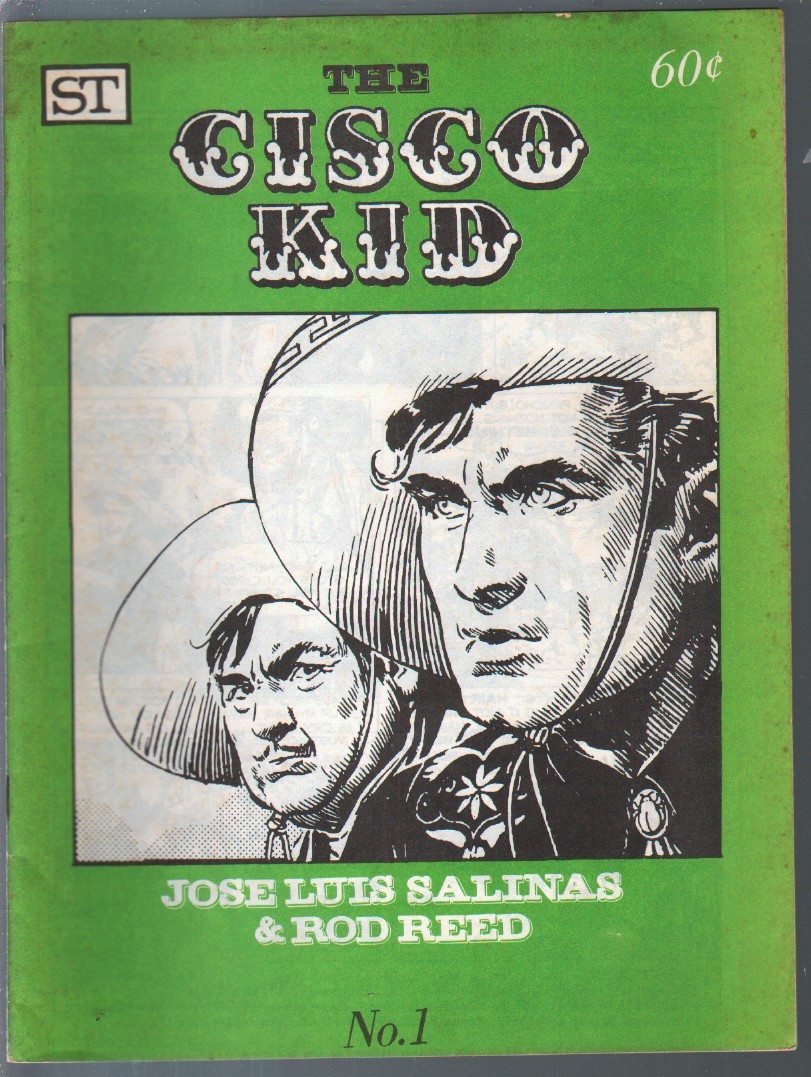 ST
THE
60¢
CISCO
KID
JOSE LUIS SALINAS
& ROD REED
No.1